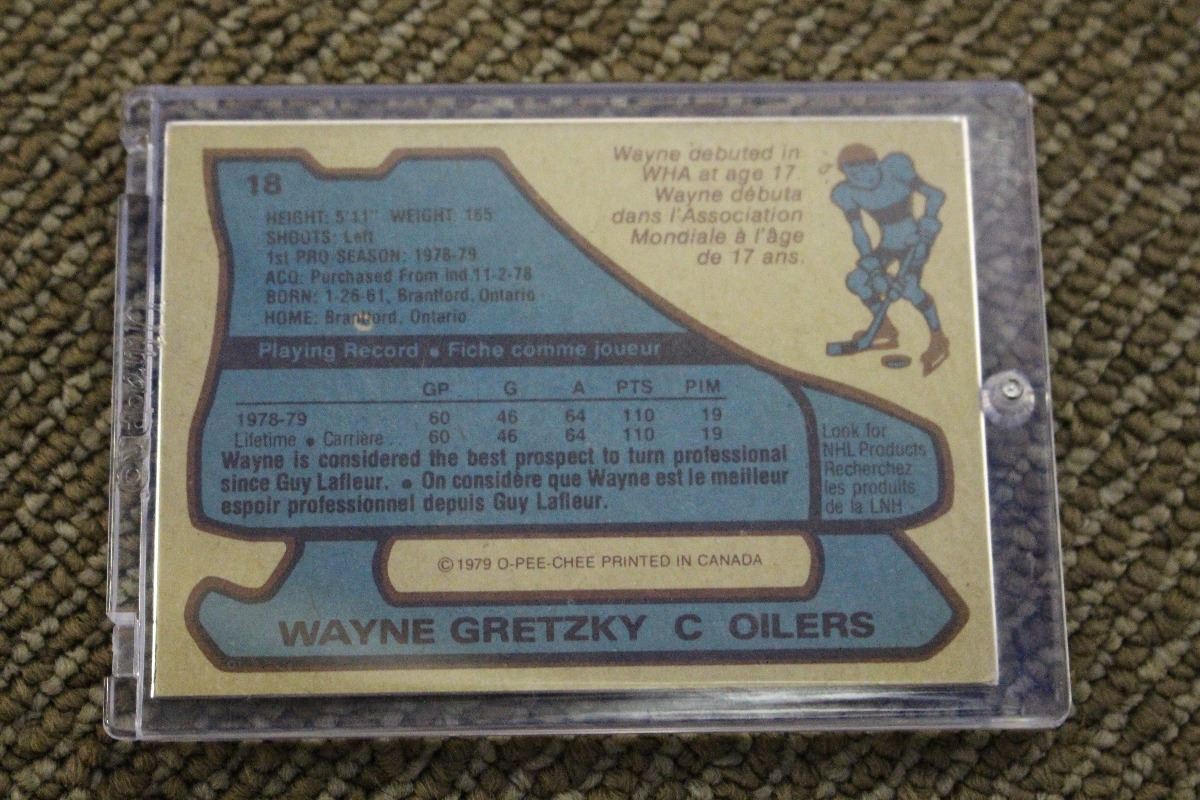 18
HEIGHT: 5'11" WEIGHT: 165
SHOOTS: Left
1st PRO SEASON: 1978-79
ACQ: Purchased From Ind. 11-2-78
BORN: 1-26-61, Brantford, Ontario
HOME: Brantford, Ontario
Wayne debuted in
WHA at age 17.
Wayne débuta
dans l'Association
Mondiale à l'âge
de 17 ans.
Playing Record • Fiche comme joueur
GP G A PTS PIM
1978-79 60 46 64 110 19
Lifetime • Carrière 60 46 64 110 19
Wayne is considered the best prospect to turn professional
since Guy Lafleur. • On considère que Wayne est le meilleur
espoir professionnel depuis Guy Lafleur.
Look for
NHL Products
Recherchez
les produits
de la LNH
© 1979 O-PEE-CHEE PRINTED IN CANADA
WAYNE GRETZKY C OILERS